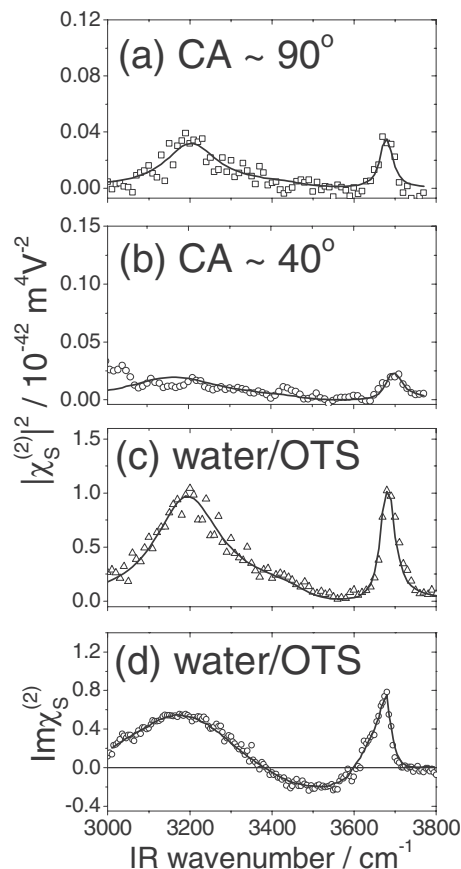 0.12
0.08
0.04
0.00
(a) CA ~ 90°
0.15
0.10
0.05
0.00
(b) CA ~ 40°
|χS(2)|² / 10⁻⁴² m⁴V⁻²
1.5
1.0
0.5
0.0
(c) water/OTS
1.2
0.8
0.4
0.0
-0.4
(d) water/OTS
ImχS(2)
3000 3200 3400 3600 3800
IR wavenumber / cm⁻¹